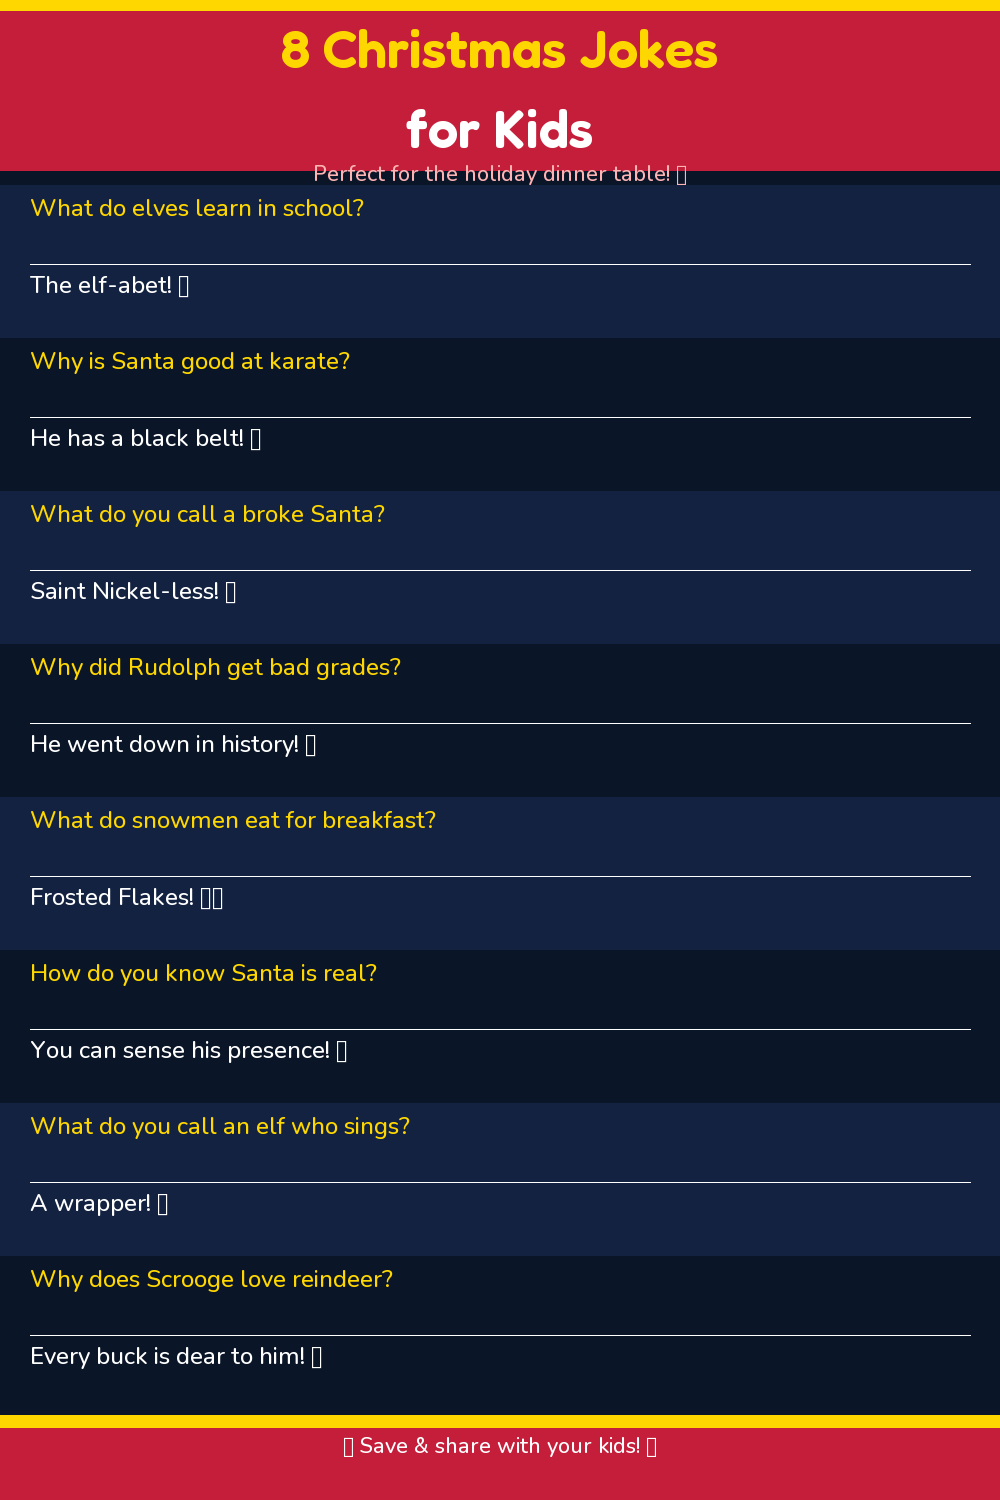 8 Christmas Jokes
for Kids
Perfect for the holiday dinner table!
What do elves learn in school?
The elf-abet!
Why is Santa good at karate?
He has a black belt!
What do you call a broke Santa?
Saint Nickel-less!
Why did Rudolph get bad grades?
He went down in history!
What do snowmen eat for breakfast?
Frosted Flakes!
How do you know Santa is real?
You can sense his presence!
What do you call an elf who sings?
A wrapper!
Why does Scrooge love reindeer?
Every buck is dear to him!
Save & share with your kids!